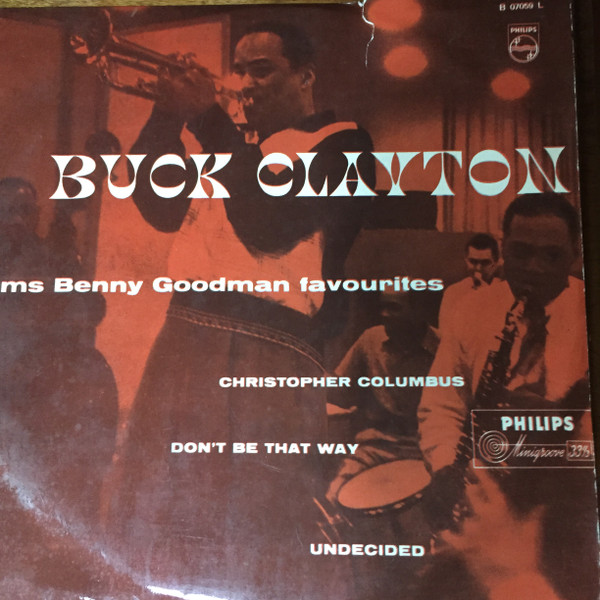 B 07059 L
PHILIPS
BUCK CLAYTON
ms Benny Goodman favourites
CHRISTOPHER COLUMBUS
DON'T BE THAT WAY
PHILIPS
Minigroove 33⅓
UNDECIDED